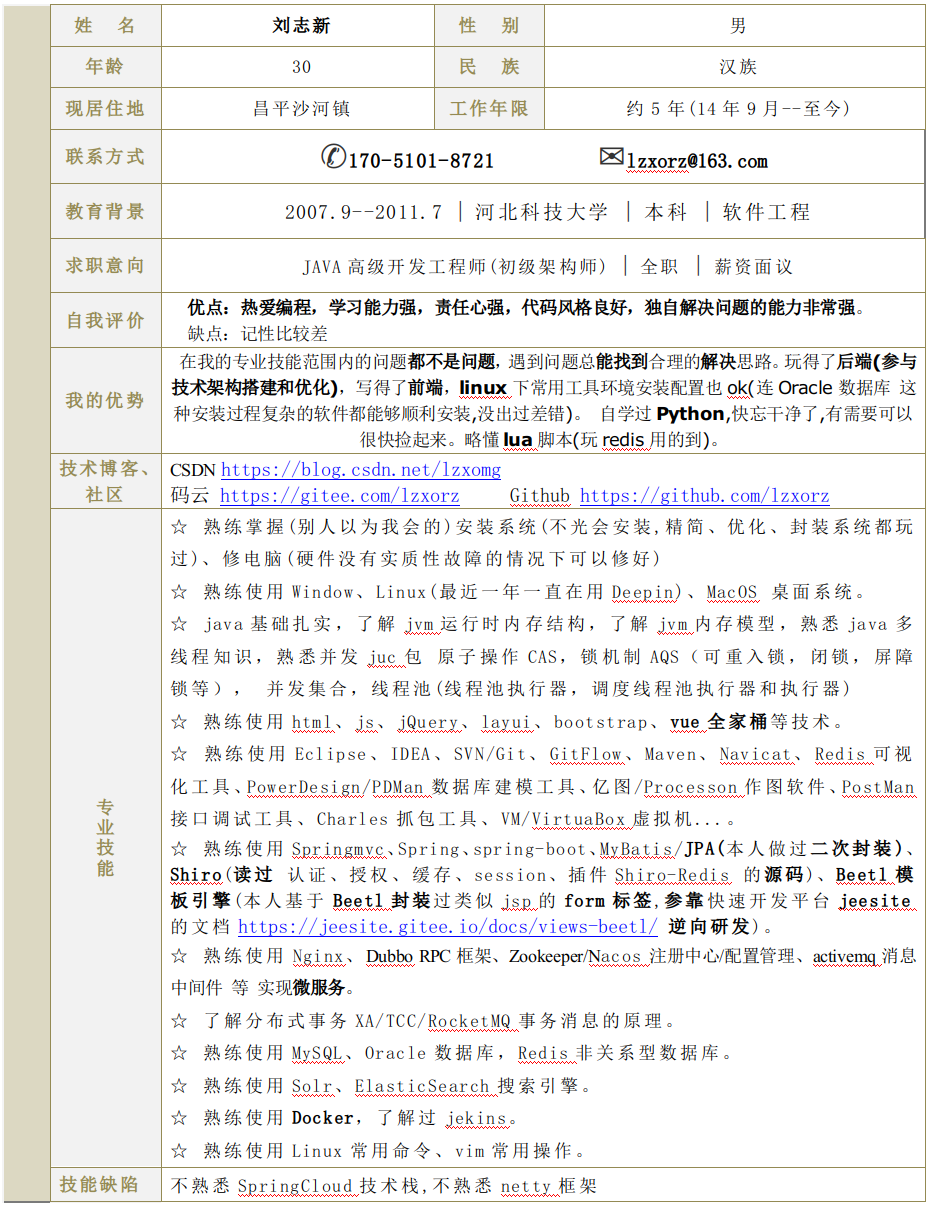 姓 名 刘志新 性 别 男
年龄 30 民 族 汉族
现居住地 昌平沙河镇 工作年限 约 5 年(14 年 9 月--至今)
联系方式 ✆170-5101-8721 ✉lzxorz@163.com
教育背景 2007.9--2011.7 | 河北科技大学 | 本科 | 软件工程
求职意向 JAVA 高级开发工程师(初级架构师) | 全职 | 薪资面议
自我评价
优点：热爱编程，学习能力强，责任心强，代码风格良好，独自解决问题的能力非常强。
缺点：记性比较差
我的优势
在我的专业技能范围内的问题都不是问题，遇到问题总能找到合理的解决思路。玩得了后端(参与
技术架构搭建和优化)，写得了前端，linux 下常用工具环境安装配置也 ok(连 Oracle 数据库 这
种安装过程复杂的软件都能够顺利安装,没出过差错)。 自学过 Python,快忘干净了,有需要可以
很快捡起来。略懂 lua 脚本(玩 redis 用的到)。
技术博客、
社区
CSDN https://blog.csdn.net/lzxomg
码云 https://gitee.com/lzxorz Github https://github.com/lzxorz
专业技能
☆ 熟练掌握(别人以为我会的)安装系统(不光会安装,精简、优化、封装系统都玩
过)、修电脑(硬件没有实质性故障的情况下可以修好)
☆ 熟练使用 Window、Linux(最近一年一直在用 Deepin)、MacOS 桌面系统。
☆ java 基础扎实，了解 jvm 运行时内存结构，了解 jvm 内存模型，熟悉 java 多
线程知识，熟悉并发 juc 包 原子操作 CAS，锁机制 AQS（可重入锁，闭锁，屏障
锁等）， 并发集合，线程池(线程池执行器，调度线程池执行器和执行器)
☆ 熟练使用 html、js、jQuery、layui、bootstrap、vue 全家桶等技术。
☆ 熟练使用 Eclipse、IDEA、SVN/Git、GitFlow、Maven、Navicat、Redis 可视
化工具、PowerDesign/PDMan 数据库建模工具、亿图/Processon 作图软件、PostMan
接口调试工具、Charles 抓包工具、VM/VirtuaBox 虚拟机...。
☆ 熟练使用 Springmvc、Spring、spring-boot、MyBatis/JPA(本人做过二次封装)、
Shiro(读过 认证、授权、缓存、session、插件 Shiro-Redis 的源码)、Beetl 模
板引擎(本人基于 Beetl 封装过类似 jsp 的 form 标签,参靠快速开发平台 jeesite
的文档 https://jeesite.gitee.io/docs/views-beetl/ 逆向研发)。
☆ 熟练使用 Nginx、 Dubbo RPC 框架、Zookeeper/Nacos 注册中心/配置管理、activemq 消息
中间件 等 实现微服务。
☆ 了解分布式事务 XA/TCC/RocketMQ 事务消息的原理。
☆ 熟练使用 MySQL、Oracle 数据库，Redis 非关系型数据库。
☆ 熟练使用 Solr、ElasticSearch 搜索引擎。
☆ 熟练使用 Docker，了解过 jekins。
☆ 熟练使用 Linux 常用命令、vim 常用操作。
技能缺陷 不熟悉 SpringCloud 技术栈,不熟悉 netty 框架